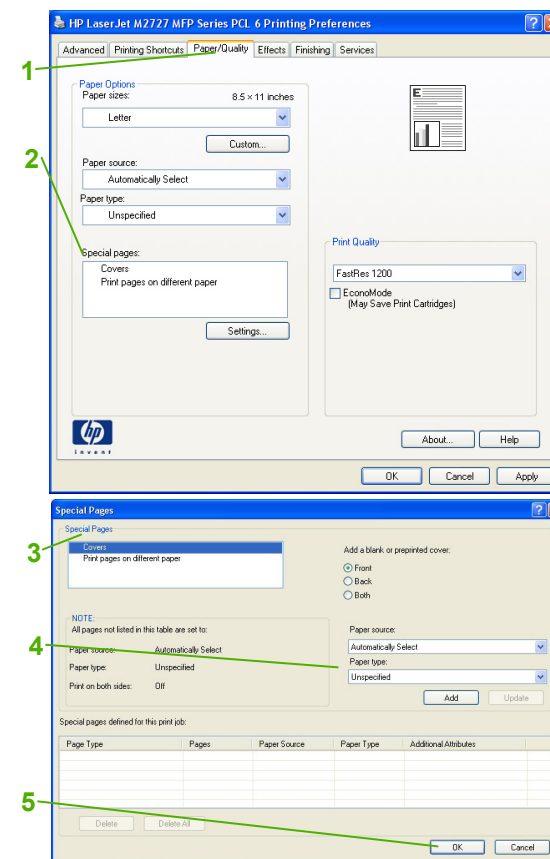 HP LaserJet M2727 MFP Series PCL 6 Printing Preferences
Advanced Printing Shortcuts Paper/Quality Effects Finishing Services
1
Paper Options
Paper sizes: 8.5 × 11 inches
Letter
Custom...
2
Paper source:
Automatically Select
Paper type:
Unspecified
Special pages:
Covers
Print pages on different paper
Settings...
E
Print Quality
FastRes 1200
EconoMode
(May Save Print Cartridges)
hp
invent
About... Help
OK Cancel Apply
Special Pages
Special Pages
3
Covers
Print pages on different paper
Add a blank or preprinted cover:
Front
Back
Both
NOTE:
All pages not listed in this table are set to:
4
Paper source: Automatically Select
Paper type: Unspecified
Print on both sides: Off
Paper source:
Automatically Select
Paper type:
Unspecified
Add Update
Special pages defined for this print job:
Page Type Pages Paper Source Paper Type Additional Attributes
5
Delete Delete All
OK Cancel